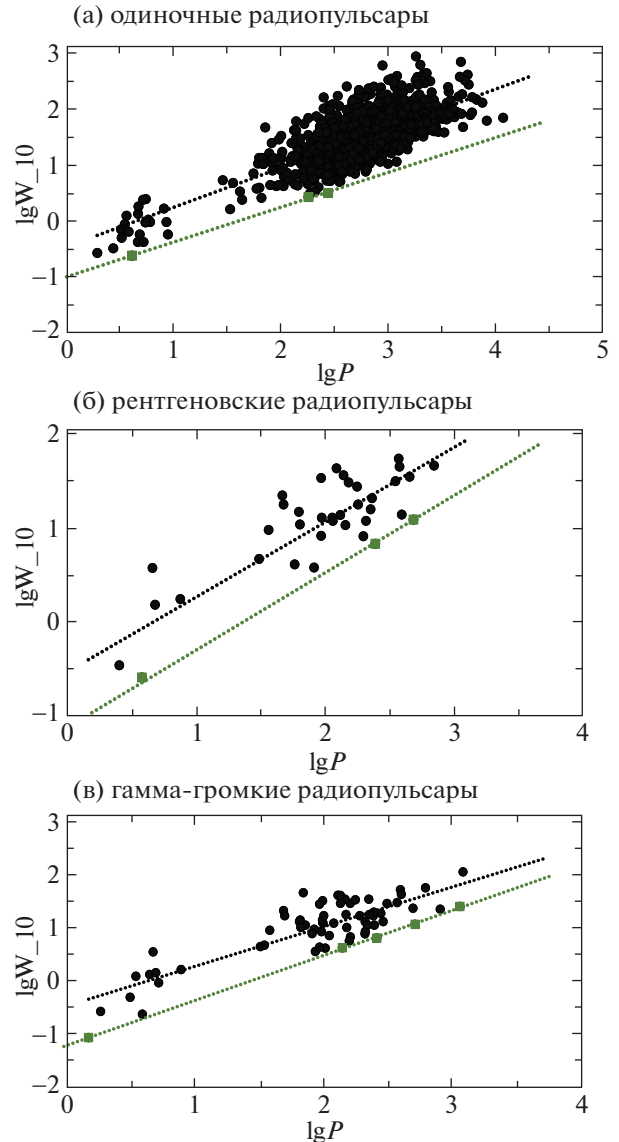 (а) одиночные радиопульсары
3
2
1
0
−1
−2
lgW_10
0 1 2 3 4 5
lgP
(б) рентгеновские радиопульсары
2
1
0
−1
lgW_10
0 1 2 3 4
lgP
(в) гамма-громкие радиопульсары
3
2
1
0
−1
−2
lgW_10
0 1 2 3 4
lgP